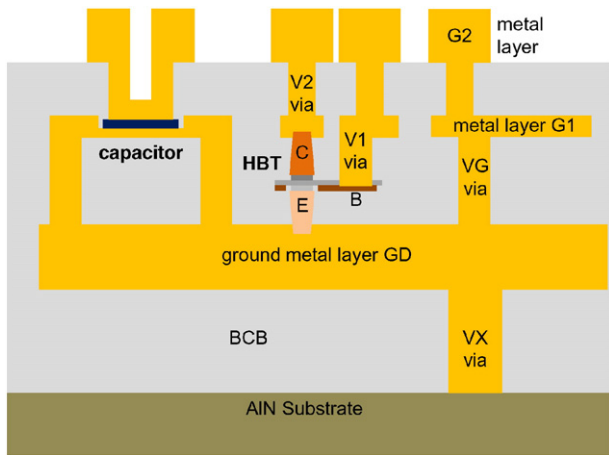 G2
metal
layer
V2
via
metal layer G1
capacitor
HBT
C
V1
via
VG
via
E
B
ground metal layer GD
BCB
VX
via
AlN Substrate